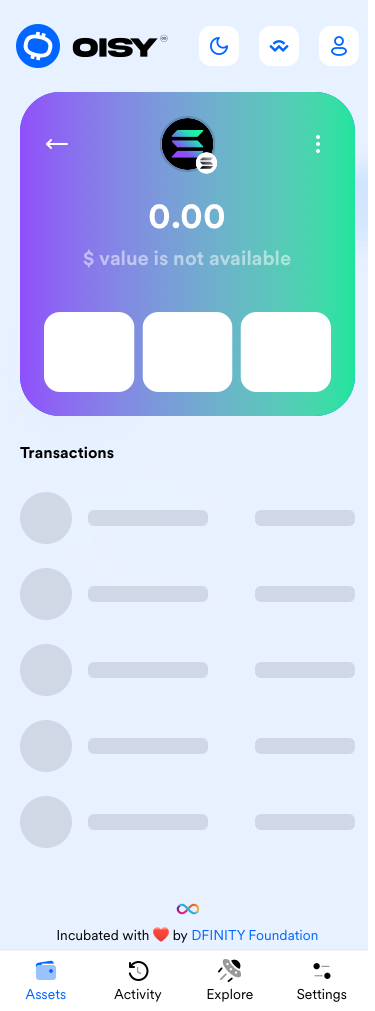 OISY
0.00
$ value is not available
Transactions
Incubated with ❤️ by DFINITY Foundation
Assets
Activity
Explore
Settings